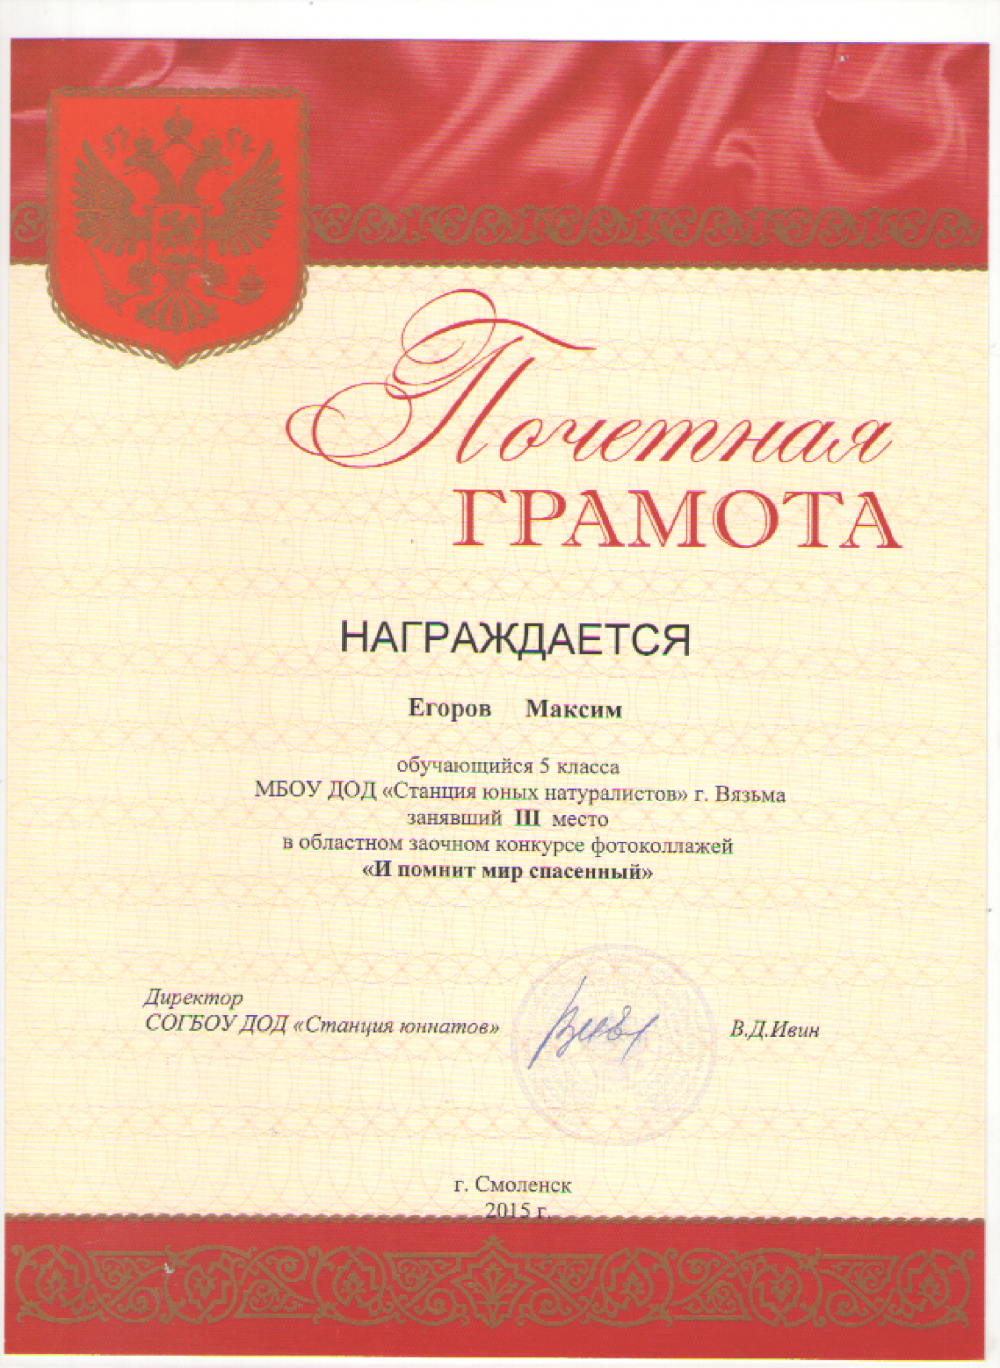 Почетная
ГРАМОТА
НАГРАЖДАЕТСЯ
Егоров Максим
обучающийся 5 класса
МБОУ ДОД «Станция юных натуралистов» г. Вязьма
занявший III место
в областном заочном конкурсе фотоколлажей
«И помнит мир спасенный»
Директор
СОГБОУ ДОД «Станция юннатов»
В.Д.Ивин
г. Смоленск
2015 г.